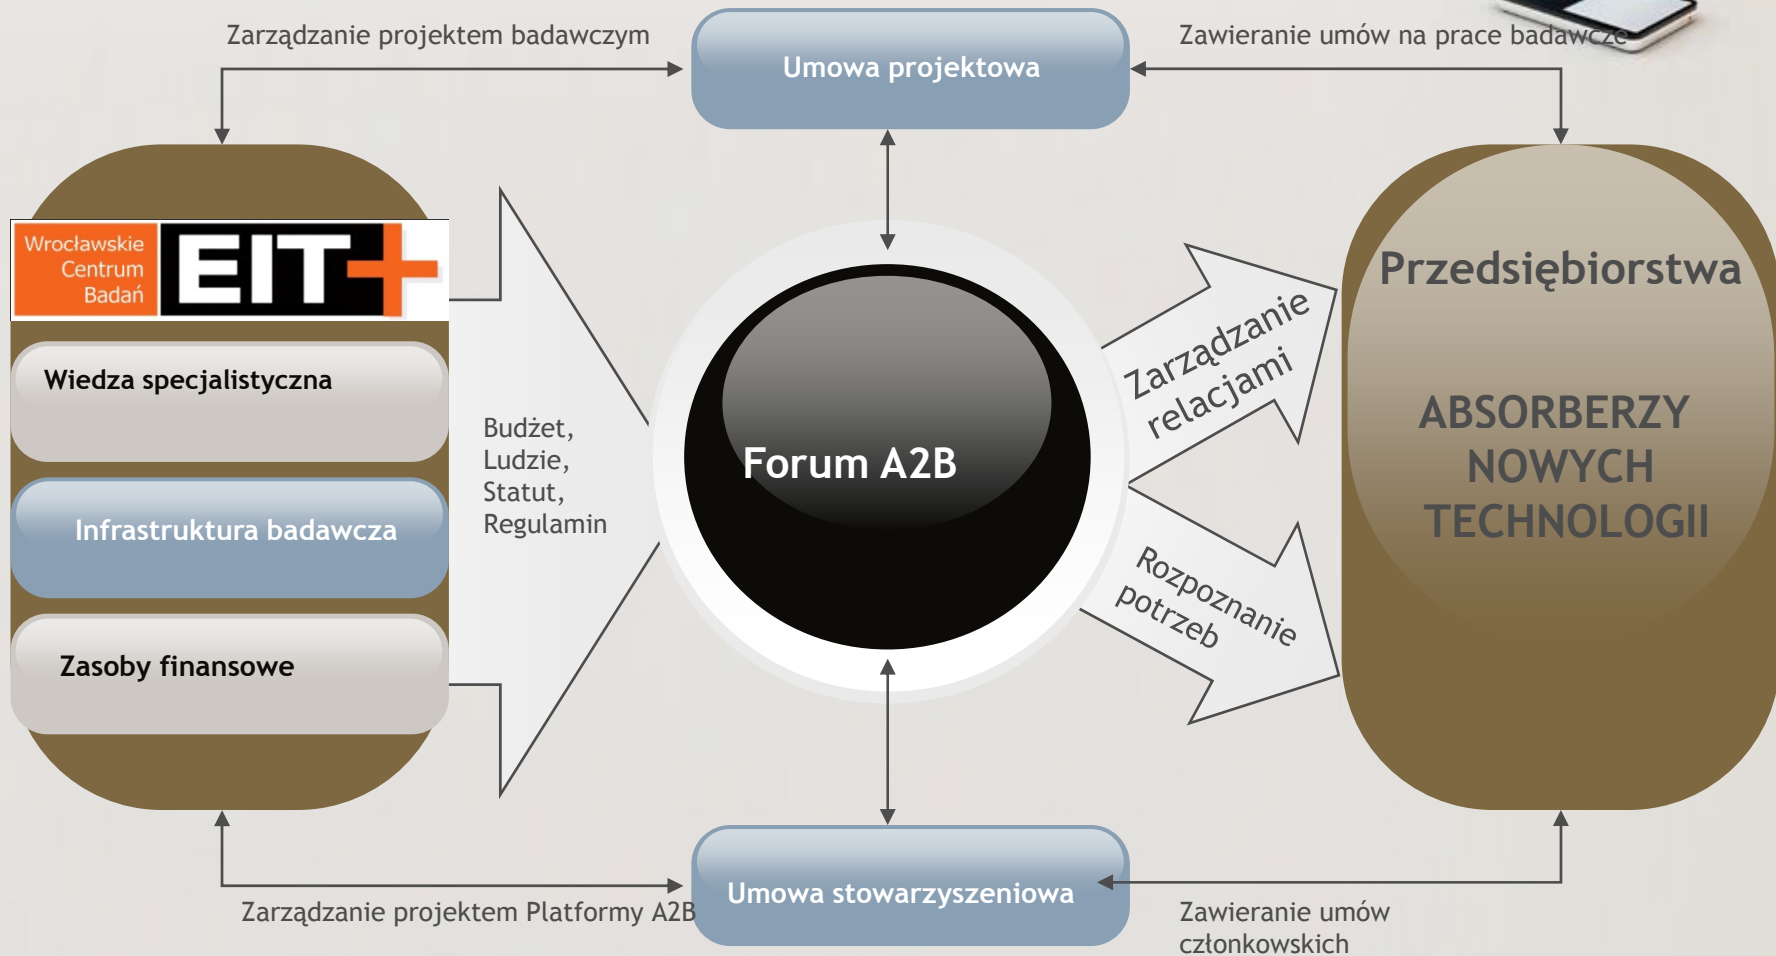 Zarządzanie projektem badawczym
Umowa projektowa
Zawieranie umów na prace badawcze
Wrocławskie
Centrum
Badań
EIT+
Wiedza specjalistyczna
Infrastruktura badawcza
Zasoby finansowe
Budżet,
Ludzie,
Statut,
Regulamin
Forum A2B
Zarządzanie
relacjami
Rozpoznanie
potrzeb
Przedsiębiorstwa
ABSORBERZY
NOWYCH
TECHNOLOGII
Zarządzanie projektem Platformy A2B
Umowa stowarzyszeniowa
Zawieranie umów
członkowskich